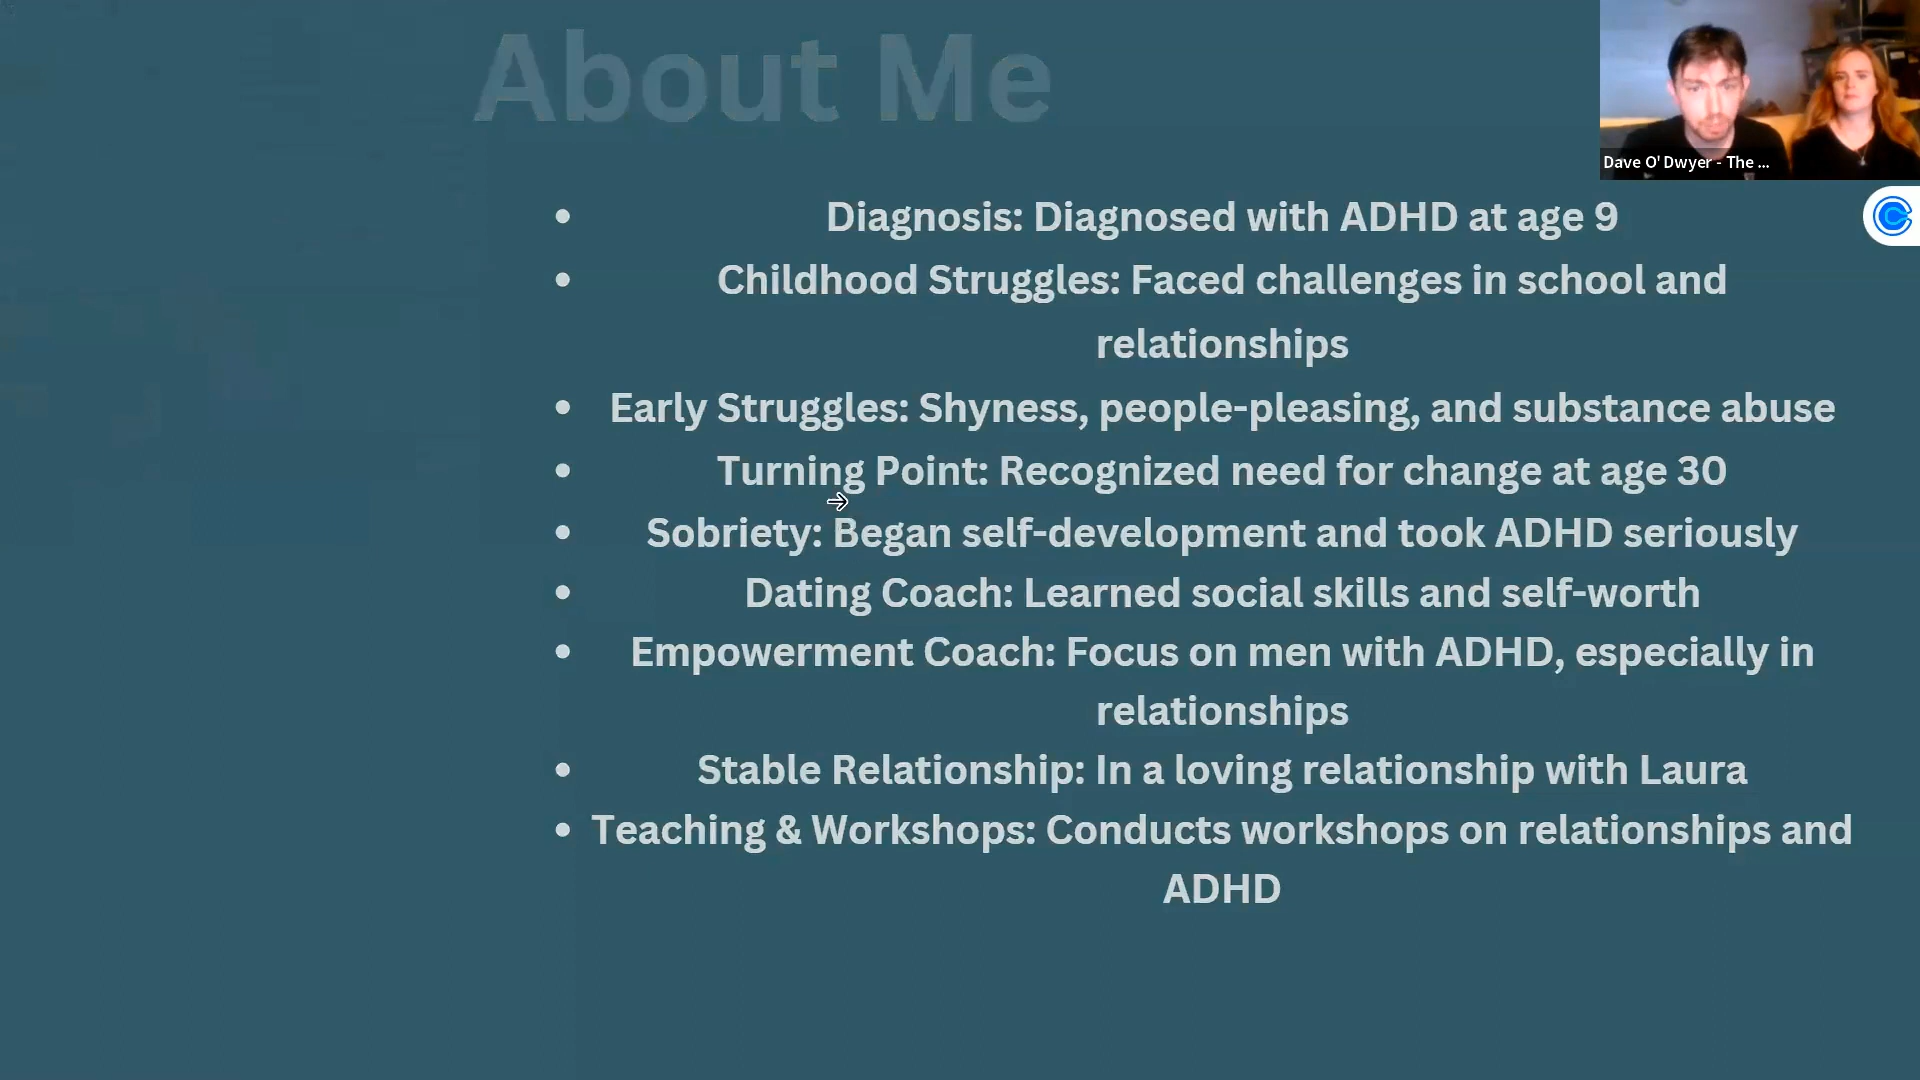 About Me
Dave O' Dwyer - The ...
• Diagnosis: Diagnosed with ADHD at age 9
• Childhood Struggles: Faced challenges in school and
relationships
• Early Struggles: Shyness, people-pleasing, and substance abuse
• Turning Point: Recognized need for change at age 30
• Sobriety: Began self-development and took ADHD seriously
• Dating Coach: Learned social skills and self-worth
• Empowerment Coach: Focus on men with ADHD, especially in
relationships
• Stable Relationship: In a loving relationship with Laura
• Teaching & Workshops: Conducts workshops on relationships and
ADHD